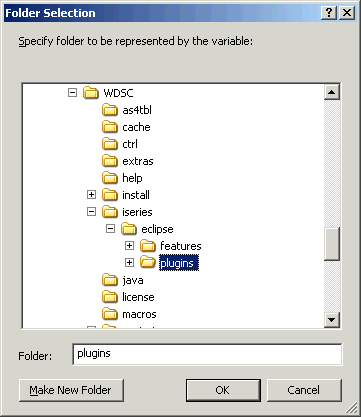 Folder Selection
Specify folder to be represented by the variable:
WDSC
as4tbl
cache
ctrl
extras
help
install
iseries
eclipse
features
plugins
java
license
macros
Folder:
plugins
Make New Folder
OK
Cancel